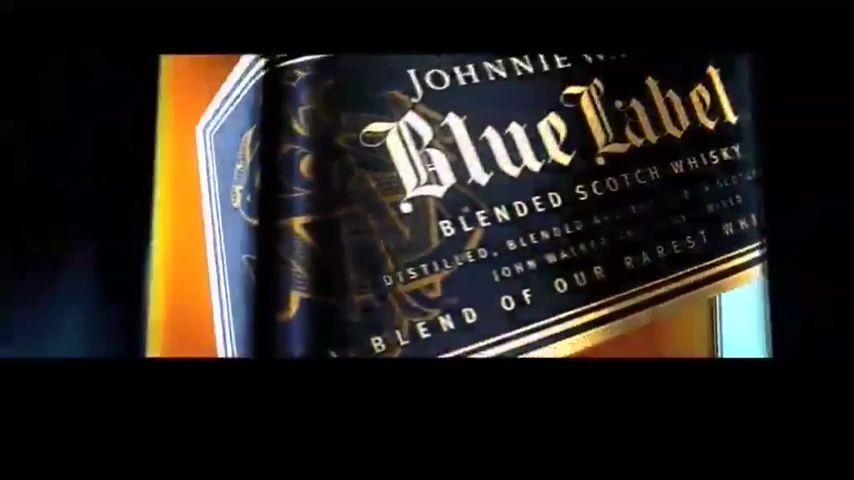 JOHNNIE
Blue Label
BLENDED SCOTCH WHISKY
DISTILLED, BLENDED
JOHN WALKER
BLEND OF OUR RAREST